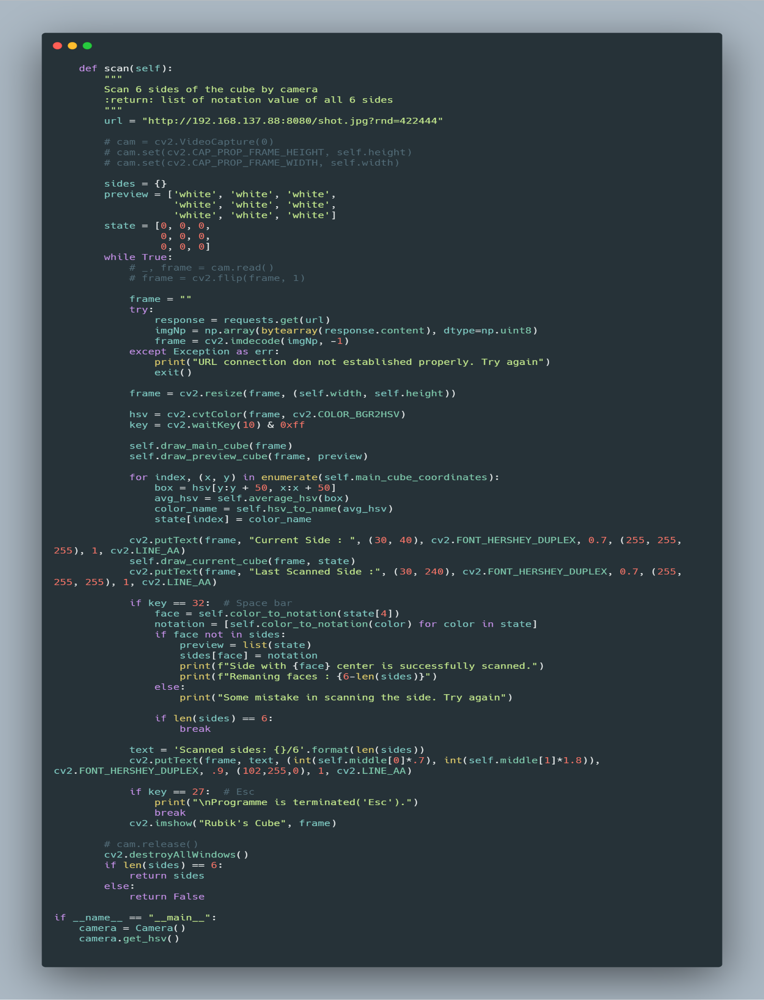 def scan(self):
"""
Scan 6 sides of the cube by camera
:return: list of notation value of all 6 sides
"""
url = "http://192.168.137.88:8080/shot.jpg?rnd=422444"
# cam = cv2.VideoCapture(0)
# cam.set(cv2.CAP_PROP_FRAME_HEIGHT, self.height)
# cam.set(cv2.CAP_PROP_FRAME_WIDTH, self.width)
sides = {}
preview = ['white', 'white', 'white',
'white', 'white', 'white',
'white', 'white', 'white']
state = [0, 0, 0,
0, 0, 0,
0, 0, 0]
while True:
# _, frame = cam.read()
# frame = cv2.flip(frame, 1)
frame = ""
try:
response = requests.get(url)
imgNp = np.array(bytearray(response.content), dtype=np.uint8)
frame = cv2.imdecode(imgNp, -1)
except Exception as err:
print("URL connection don not established properly. Try again")
exit()
frame = cv2.resize(frame, (self.width, self.height))
hsv = cv2.cvtColor(frame, cv2.COLOR_BGR2HSV)
key = cv2.waitKey(10) & 0xff
self.draw_main_cube(frame)
self.draw_preview_cube(frame, preview)
for index, (x, y) in enumerate(self.main_cube_coordinates):
box = hsv[y:y + 50, x:x + 50]
avg_hsv = self.average_hsv(box)
color_name = self.hsv_to_name(avg_hsv)
state[index] = color_name
cv2.putText(frame, "Current Side : ", (30, 40), cv2.FONT_HERSHEY_DUPLEX, 0.7, (255, 255,
255), 1, cv2.LINE_AA)
self.draw_current_cube(frame, state)
cv2.putText(frame, "Last Scanned Side :", (30, 240), cv2.FONT_HERSHEY_DUPLEX, 0.7, (255,
255, 255), 1, cv2.LINE_AA)
if key == 32:  # Space bar
face = self.color_to_notation(state[4])
notation = [self.color_to_notation(color) for color in state]
if face not in sides:
preview = list(state)
sides[face] = notation
print(f"Side with {face} center is successfully scanned.")
print(f"Remaning faces : {6-len(sides)}")
else:
print("Some mistake in scanning the side. Try again")
if len(sides) == 6:
break
text = 'Scanned sides: {}/6'.format(len(sides))
cv2.putText(frame, text, (int(self.middle[0]*.7), int(self.middle[1]*1.8)),
cv2.FONT_HERSHEY_DUPLEX, .9, (102,255,0), 1, cv2.LINE_AA)
if key == 27:  # Esc
print("\nProgramme is terminated('Esc').")
break
cv2.imshow("Rubik's Cube", frame)
# cam.release()
cv2.destroyAllWindows()
if len(sides) == 6:
return sides
else:
return False
if __name__ == "__main__":
camera = Camera()
camera.get_hsv()